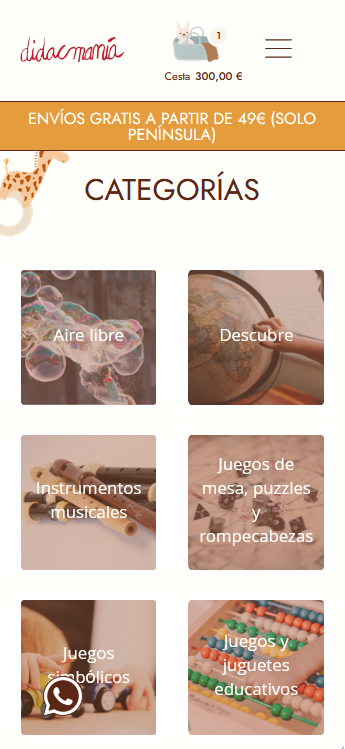 didacmanía
1
Cesta 300,00 €
ENVÍOS GRATIS A PARTIR DE 49€ (SOLO
PENÍNSULA)
CATEGORÍAS
Aire libre
Descubre
Instrumentos
musicales
Juegos de
mesa, puzzles
y
rompecabezas
Juegos
simbólicos
Juegos y
juguetes
educativos